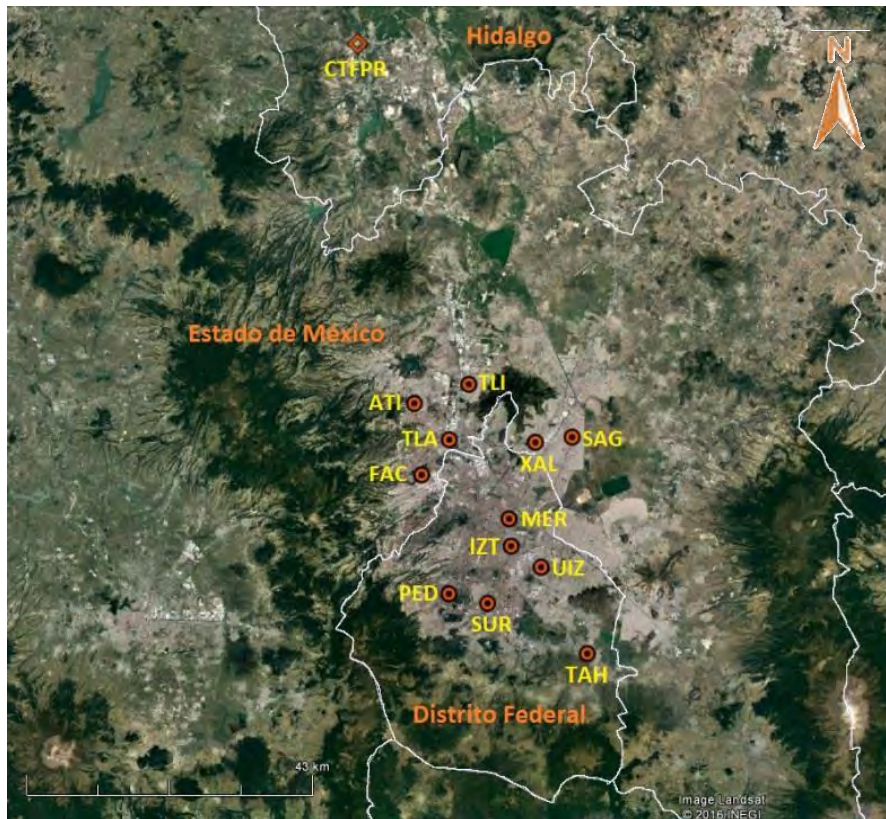 Hidalgo
N
CTFPR
Estado de México
TLI
ATI
TLA
SAG
XAL
FAC
MER
IZT
UIZ
PED
SUR
TAH
Distrito Federal
43 km
Image Landsat
© 2016 INEGI